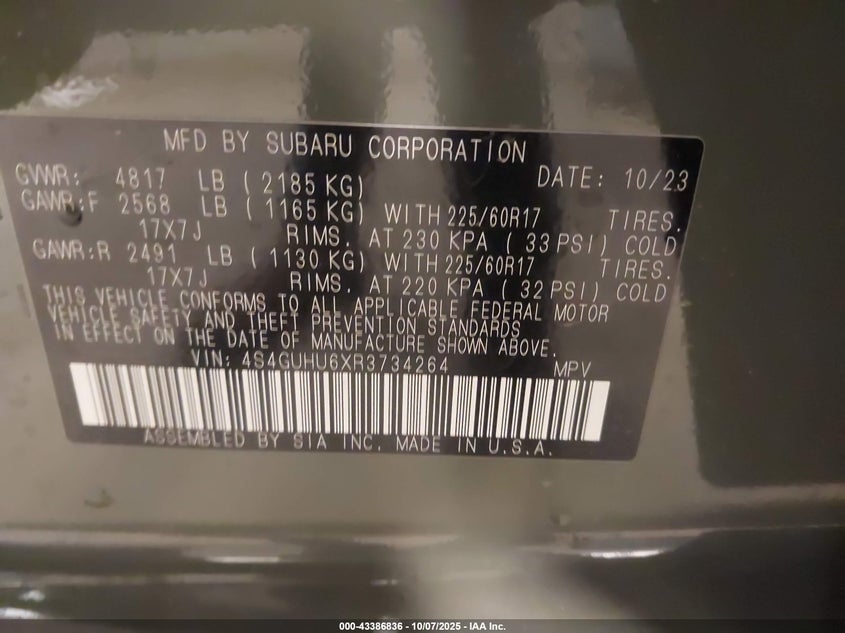 MFD BY SUBARU CORPORATION
GVWR: 4817 LB ( 2185 KG) DATE: 10/23
GAWR:F 2568 LB ( 1165 KG) WITH 225/60R17 TIRES.
17X7J RIMS. AT 230 KPA ( 33 PSI) COLD
GAWR:R 2491 LB ( 1130 KG) WITH 225/60R17 TIRES.
17X7J RIMS. AT 220 KPA ( 32 PSI) COLD
THIS VEHICLE CONFORMS TO ALL APPLICABLE FEDERAL MOTOR
VEHICLE SAFETY AND THEFT PREVENTION STANDARDS
IN EFFECT ON THE DATE OF MANUFACTURE SHOWN ABOVE.
VIN: 4S4GUHU6XR3734264 MPV
ASSEMBLED BY SIA INC. MADE IN U.S.A.
000-43386836 - 10/07/2025 - IAA Inc.